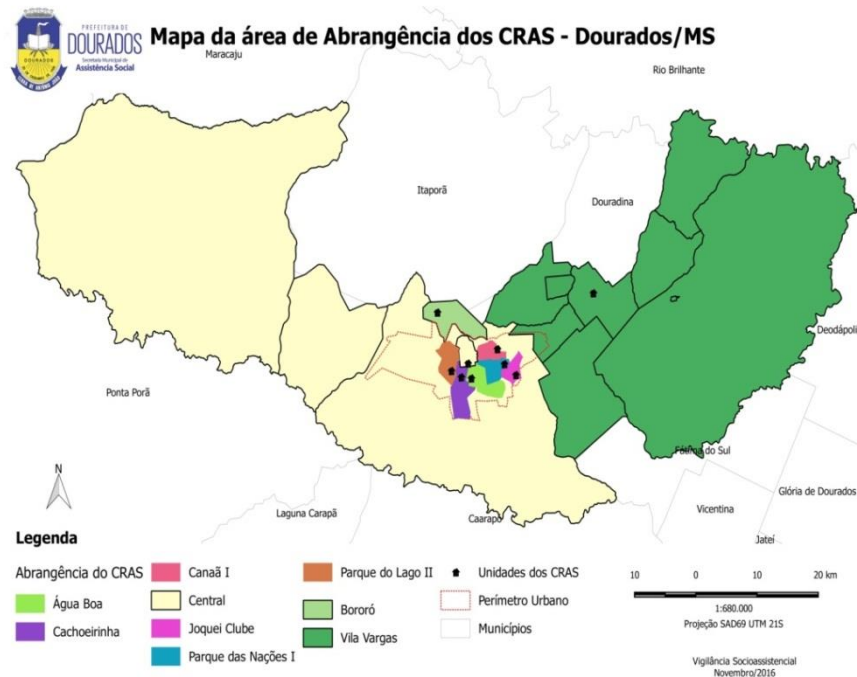 PREFEITURA DE
DOURADOS
Secretaria Municipal de
Assistência Social
DOURADOS
Mapa da área de Abrangência dos CRAS - Dourados/MS
Maracaju
Rio Brilhante
Itaporã
Douradina
Deodápoli
Ponta Porã
Fátima do Sul
Glória de Dourados
Vicentina
Laguna Carapã
Caarapó
Jateí
N
Legenda
Abrangência do CRAS
Água Boa
Cachoeirinha
Canaã I
Central
Joquei Clube
Parque das Nações I
Parque do Lago II
Bororó
Vila Vargas
Unidades dos CRAS
Perímetro Urbano
Municípios
10 0 10 20 km
1:680.000
Projeção SAD69 UTM 21S
Vigilância Socioassistencial
Novembro/2016